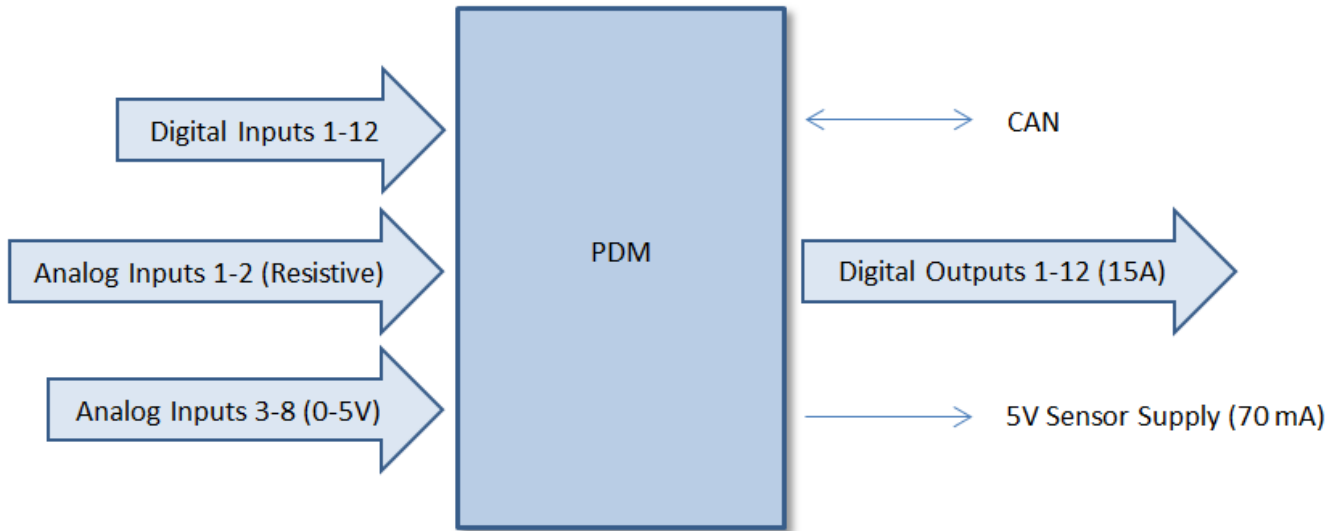 Digital Inputs 1-12
CAN
Analog Inputs 1-2 (Resistive)
PDM
Digital Outputs 1-12 (15A)
Analog Inputs 3-8 (0-5V)
5V Sensor Supply (70 mA)